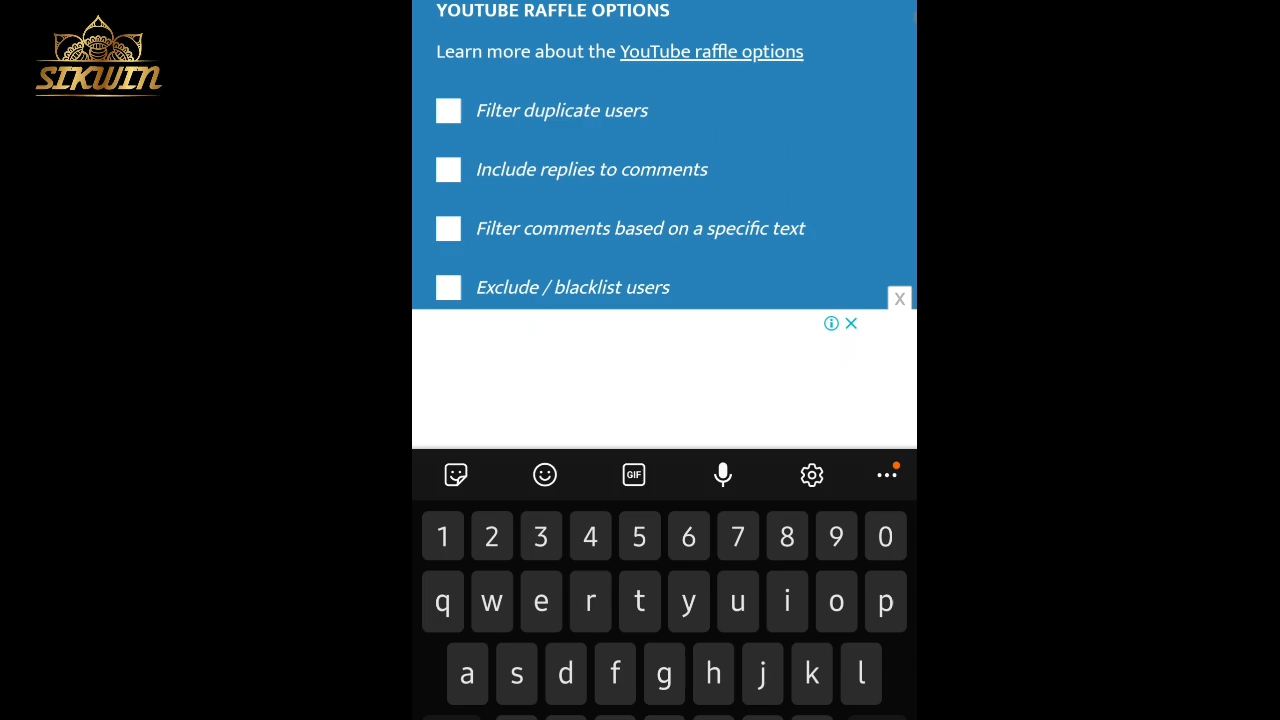 SIKWIN
YOUTUBE RAFFLE OPTIONS
Learn more about the YouTube raffle options
Filter duplicate users
Include replies to comments
Filter comments based on a specific text
Exclude / blacklist users
X
GIF
1 2 3 4 5 6 7 8 9 0
q w e r t y u i o p
a s d f g h j k l